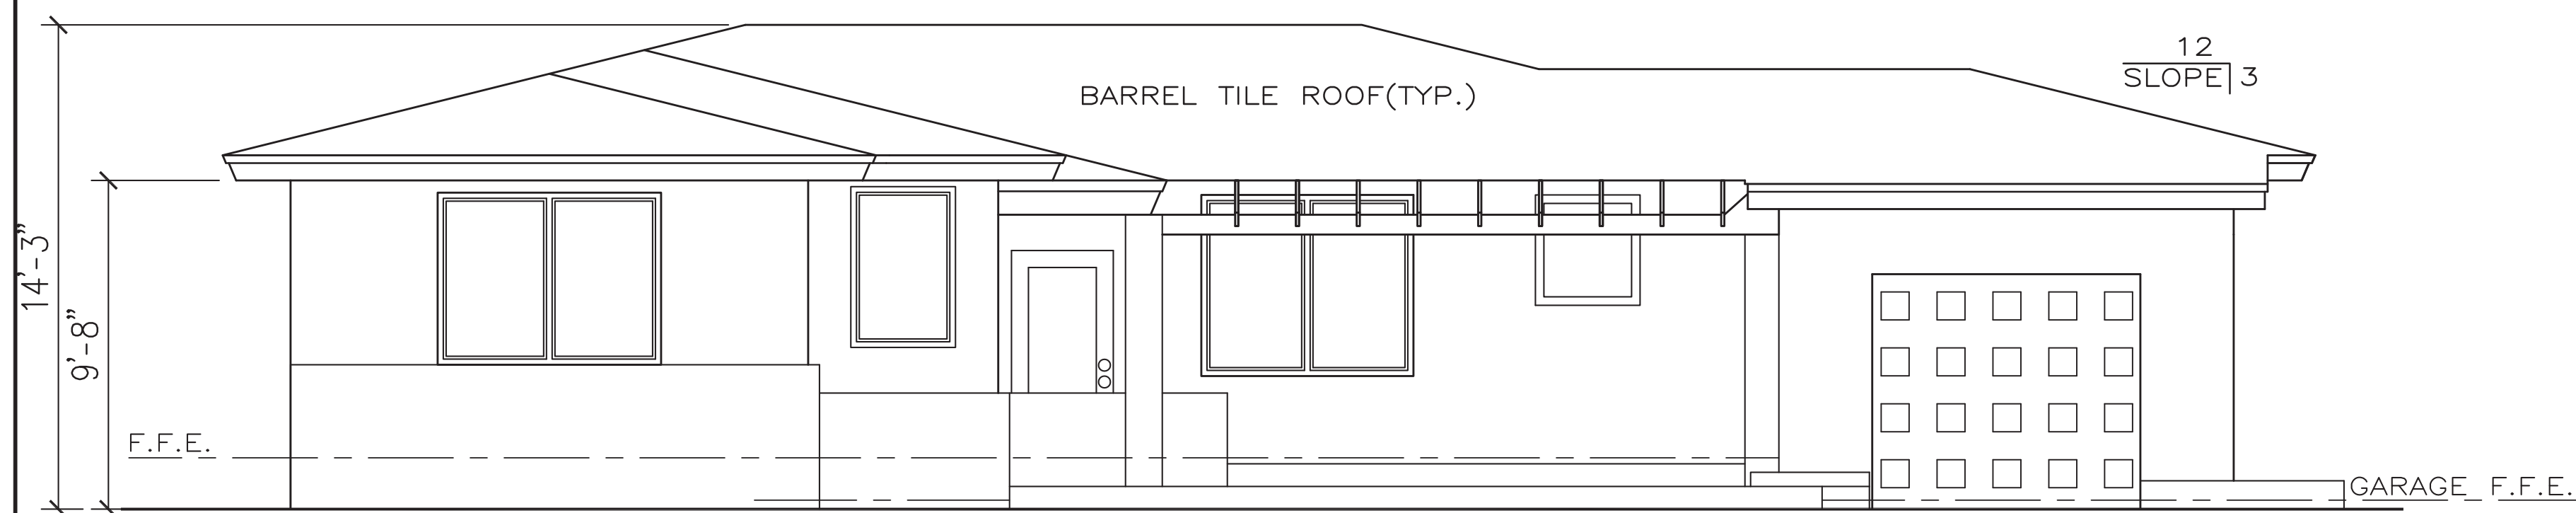 12
SLOPE 3
BARREL TILE ROOF(TYP.)
14'-3"
9'-8"
F.F.E.
GARAGE F.F.E.